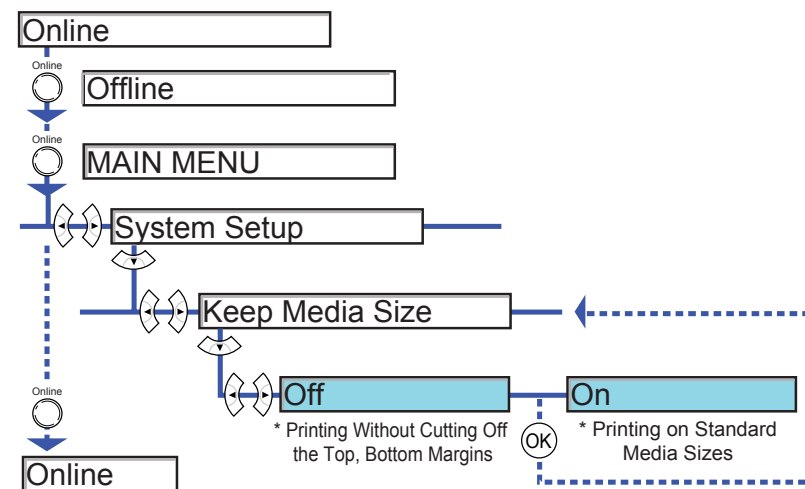 Online
Online
Offline
Online
MAIN MENU
System Setup
Keep Media Size
Off
On
* Printing Without Cutting Off
the Top, Bottom Margins
OK
* Printing on Standard
Media Sizes
Online
Online